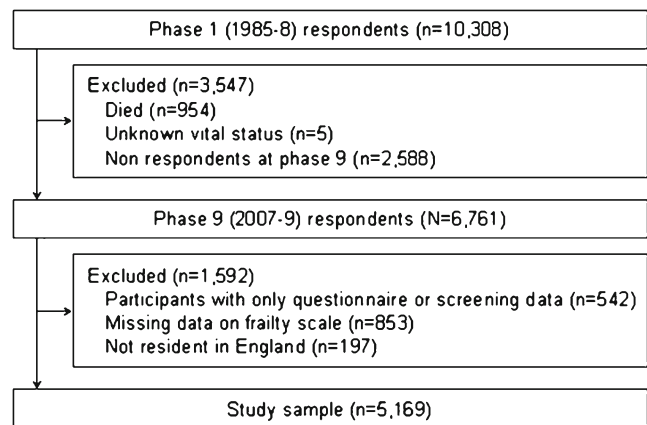 Phase 1 (1985-8) respondents (n=10,308)
Excluded (n=3,547)
Died (n=954)
Unknown vital status (n=5)
Non respondents at phase 9 (n=2,588)
Phase 9 (2007-9) respondents (N=6,761)
Excluded (n=1,592)
Participants with only questionnaire or screening data (n=542)
Missing data on frailty scale (n=853)
Not resident in England (n=197)
Study sample (n=5,169)